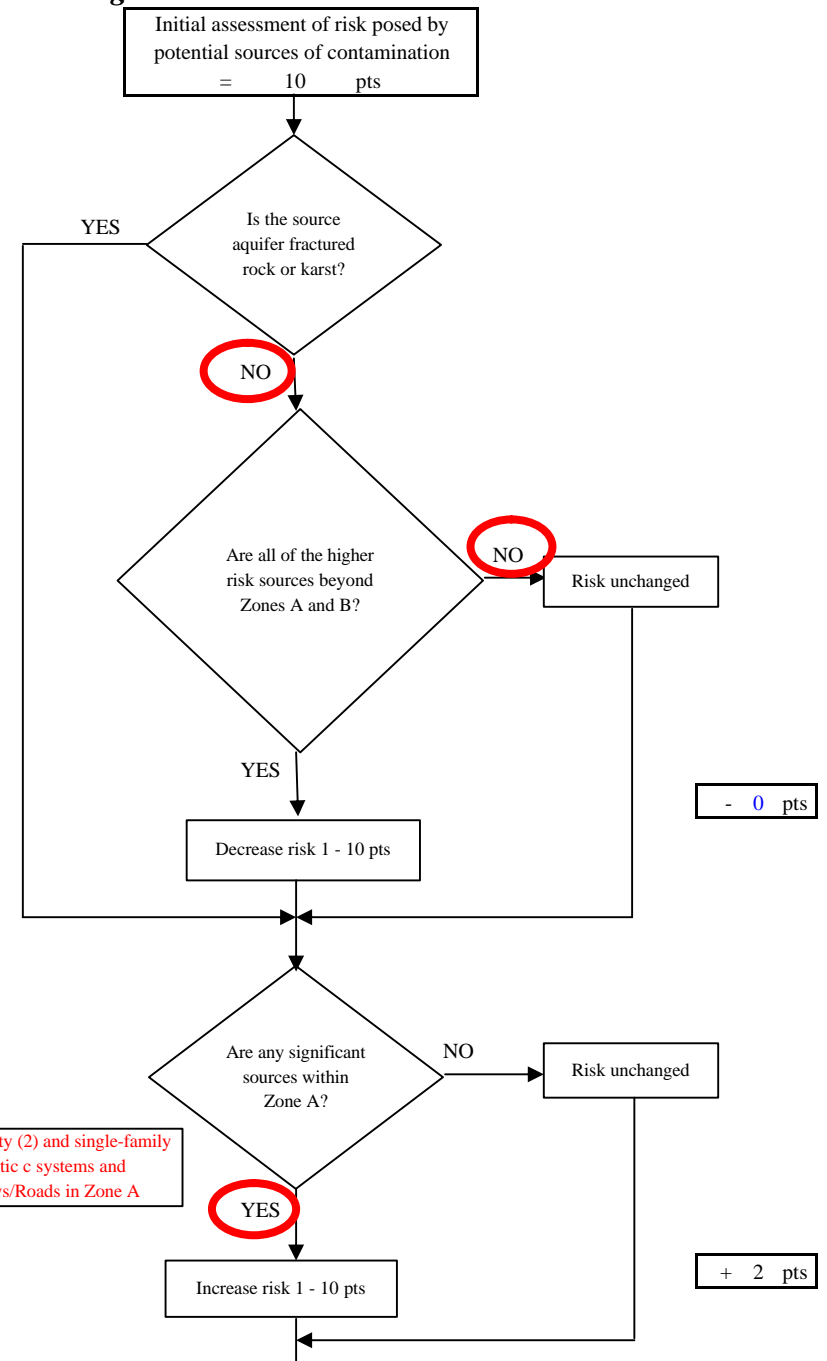 Initial assessment of risk posed by
potential sources of contamination
= 10 pts
YES
Is the source
aquifer fractured
rock or karst?
NO
Are all of the higher
risk sources beyond
Zones A and B?
NO
Risk unchanged
YES
- 0 pts
Decrease risk 1 - 10 pts
Are any significant
sources within
Zone A?
NO
Risk unchanged
(2) and single-family
c systems and
in Zone A
YES
+ 2 pts
Increase risk 1 - 10 pts